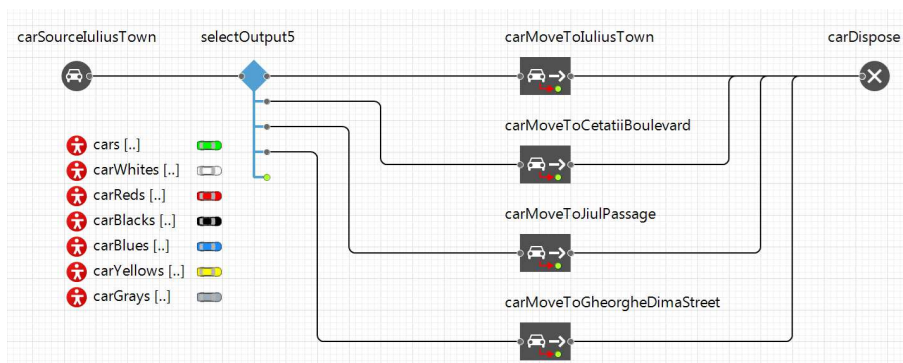 carSourceIuliusTown
selectOutput5
carMoveToIuliusTown
carDispose
carMoveToCetatiiBoulevard
cars [..]
carWhites [..]
carReds [..]
carBlacks [..]
carBlues [..]
carYellows [..]
carGrays [..]
carMoveToJiulPassage
carMoveToGheorgheDimaStreet